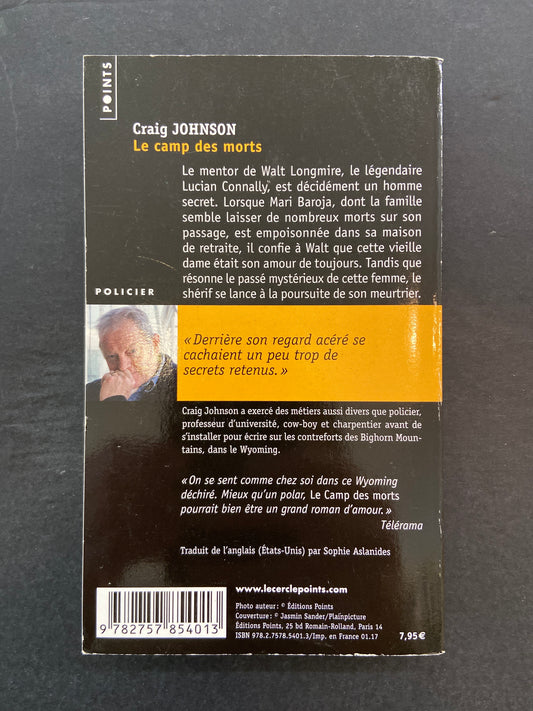 POINTS
Craig JOHNSON
Le camp des morts
Le mentor de Walt Longmire, le légendaire
Lucian Connally, est décidément un homme
secret. Lorsque Mari Baroja, dont la famille
semble laisser de nombreux morts sur son
passage, est empoisonnée dans sa maison
de retraite, il confie à Walt que cette vieille
dame était son amour de toujours. Tandis que
résonne le passé mystérieux de cette femme, le
shérif se lance à la poursuite de son meurtrier.
POLICIER
« Derrière son regard acéré se
cachaient un peu trop de
secrets retenus. »
Craig Johnson a exercé des métiers aussi divers que policier,
professeur d'université, cow-boy et charpentier avant de
s'installer pour écrire sur les contreforts des Bighorn Moun-
tains, dans le Wyoming.
« On se sent comme chez soi dans ce Wyoming
déchiré. Mieux qu'un polar, Le Camp des morts
pourrait bien être un grand roman d'amour. »
Télérama
Traduit de l'anglais (États-Unis) par Sophie Aslanides
www.lecerclepoints.com
Photo auteur : © Éditions Points
Couverture : © Jasmin Sander/Plainpicture
Éditions Points, 25 bd Romain-Rolland, Paris 14
ISBN 978.2.7578.5401.3/Imp. en France 01.17
7,95 €
9 782757 854013